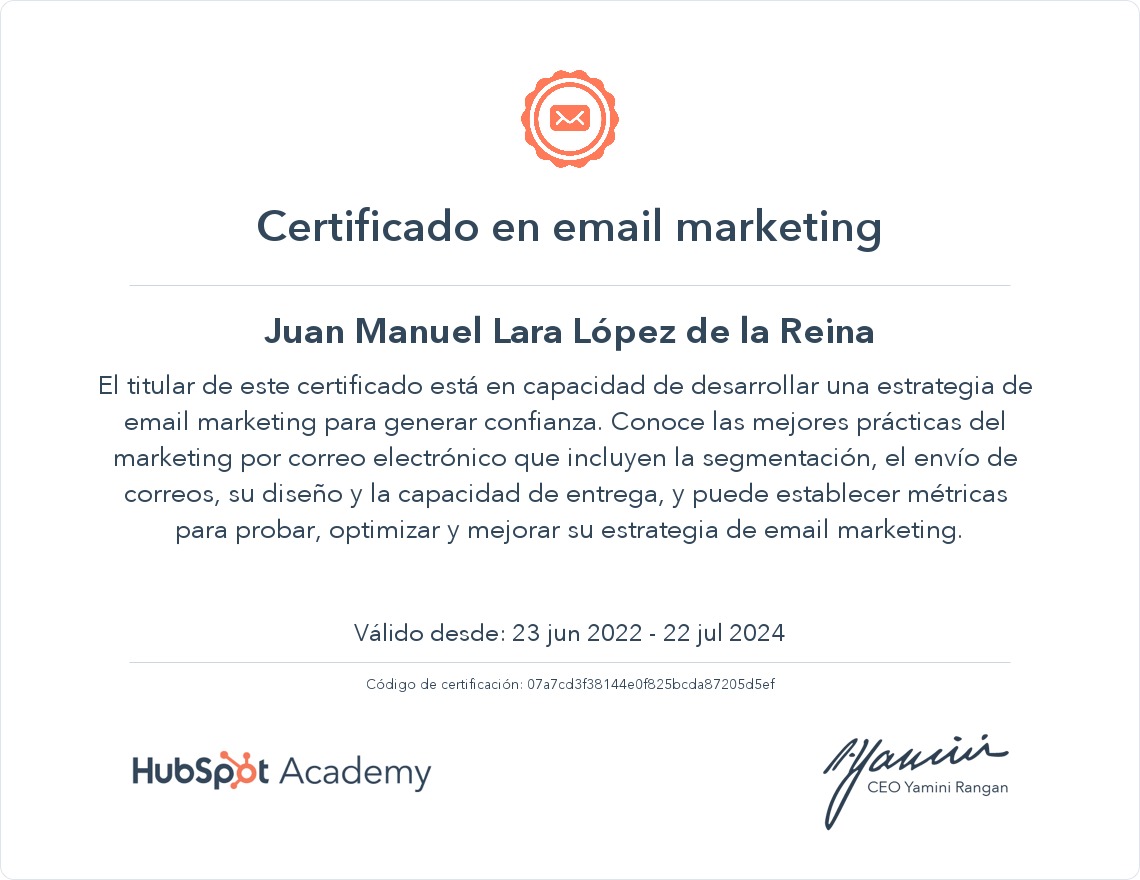 Certificado en email marketing
Juan Manuel Lara López de la Reina
El titular de este certificado está en capacidad de desarrollar una estrategia de
email marketing para generar confianza. Conoce las mejores prácticas del
marketing por correo electrónico que incluyen la segmentación, el envío de
correos, su diseño y la capacidad de entrega, y puede establecer métricas
para probar, optimizar y mejorar su estrategia de email marketing.
Válido desde: 23 jun 2022 - 22 jul 2024
Código de certificación: 07a7cd3f38144e0f825bcda87205d5ef
HubSpot Academy
CEO Yamini Rangan